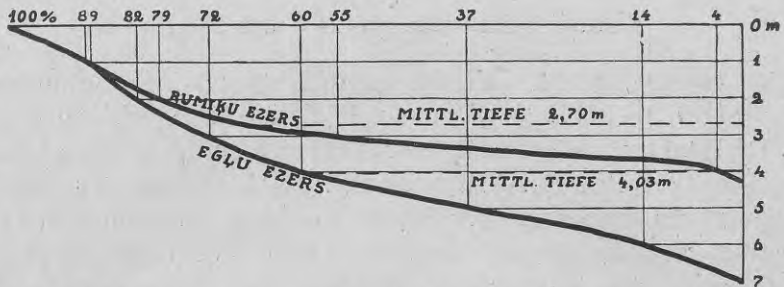 100% 89 82 79 72 60 55 37 14 4 0 m
1
2
RUMIKU EZERS
MITTL. TIEFE 2,70 m
3
EGĻU EZERS
4
MITTL. TIEFE 4,03 m
5
6
7